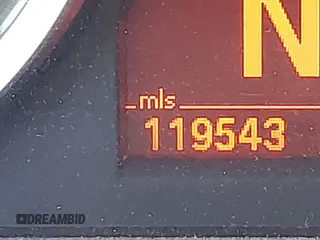 N
mls
119543
DREAMBID